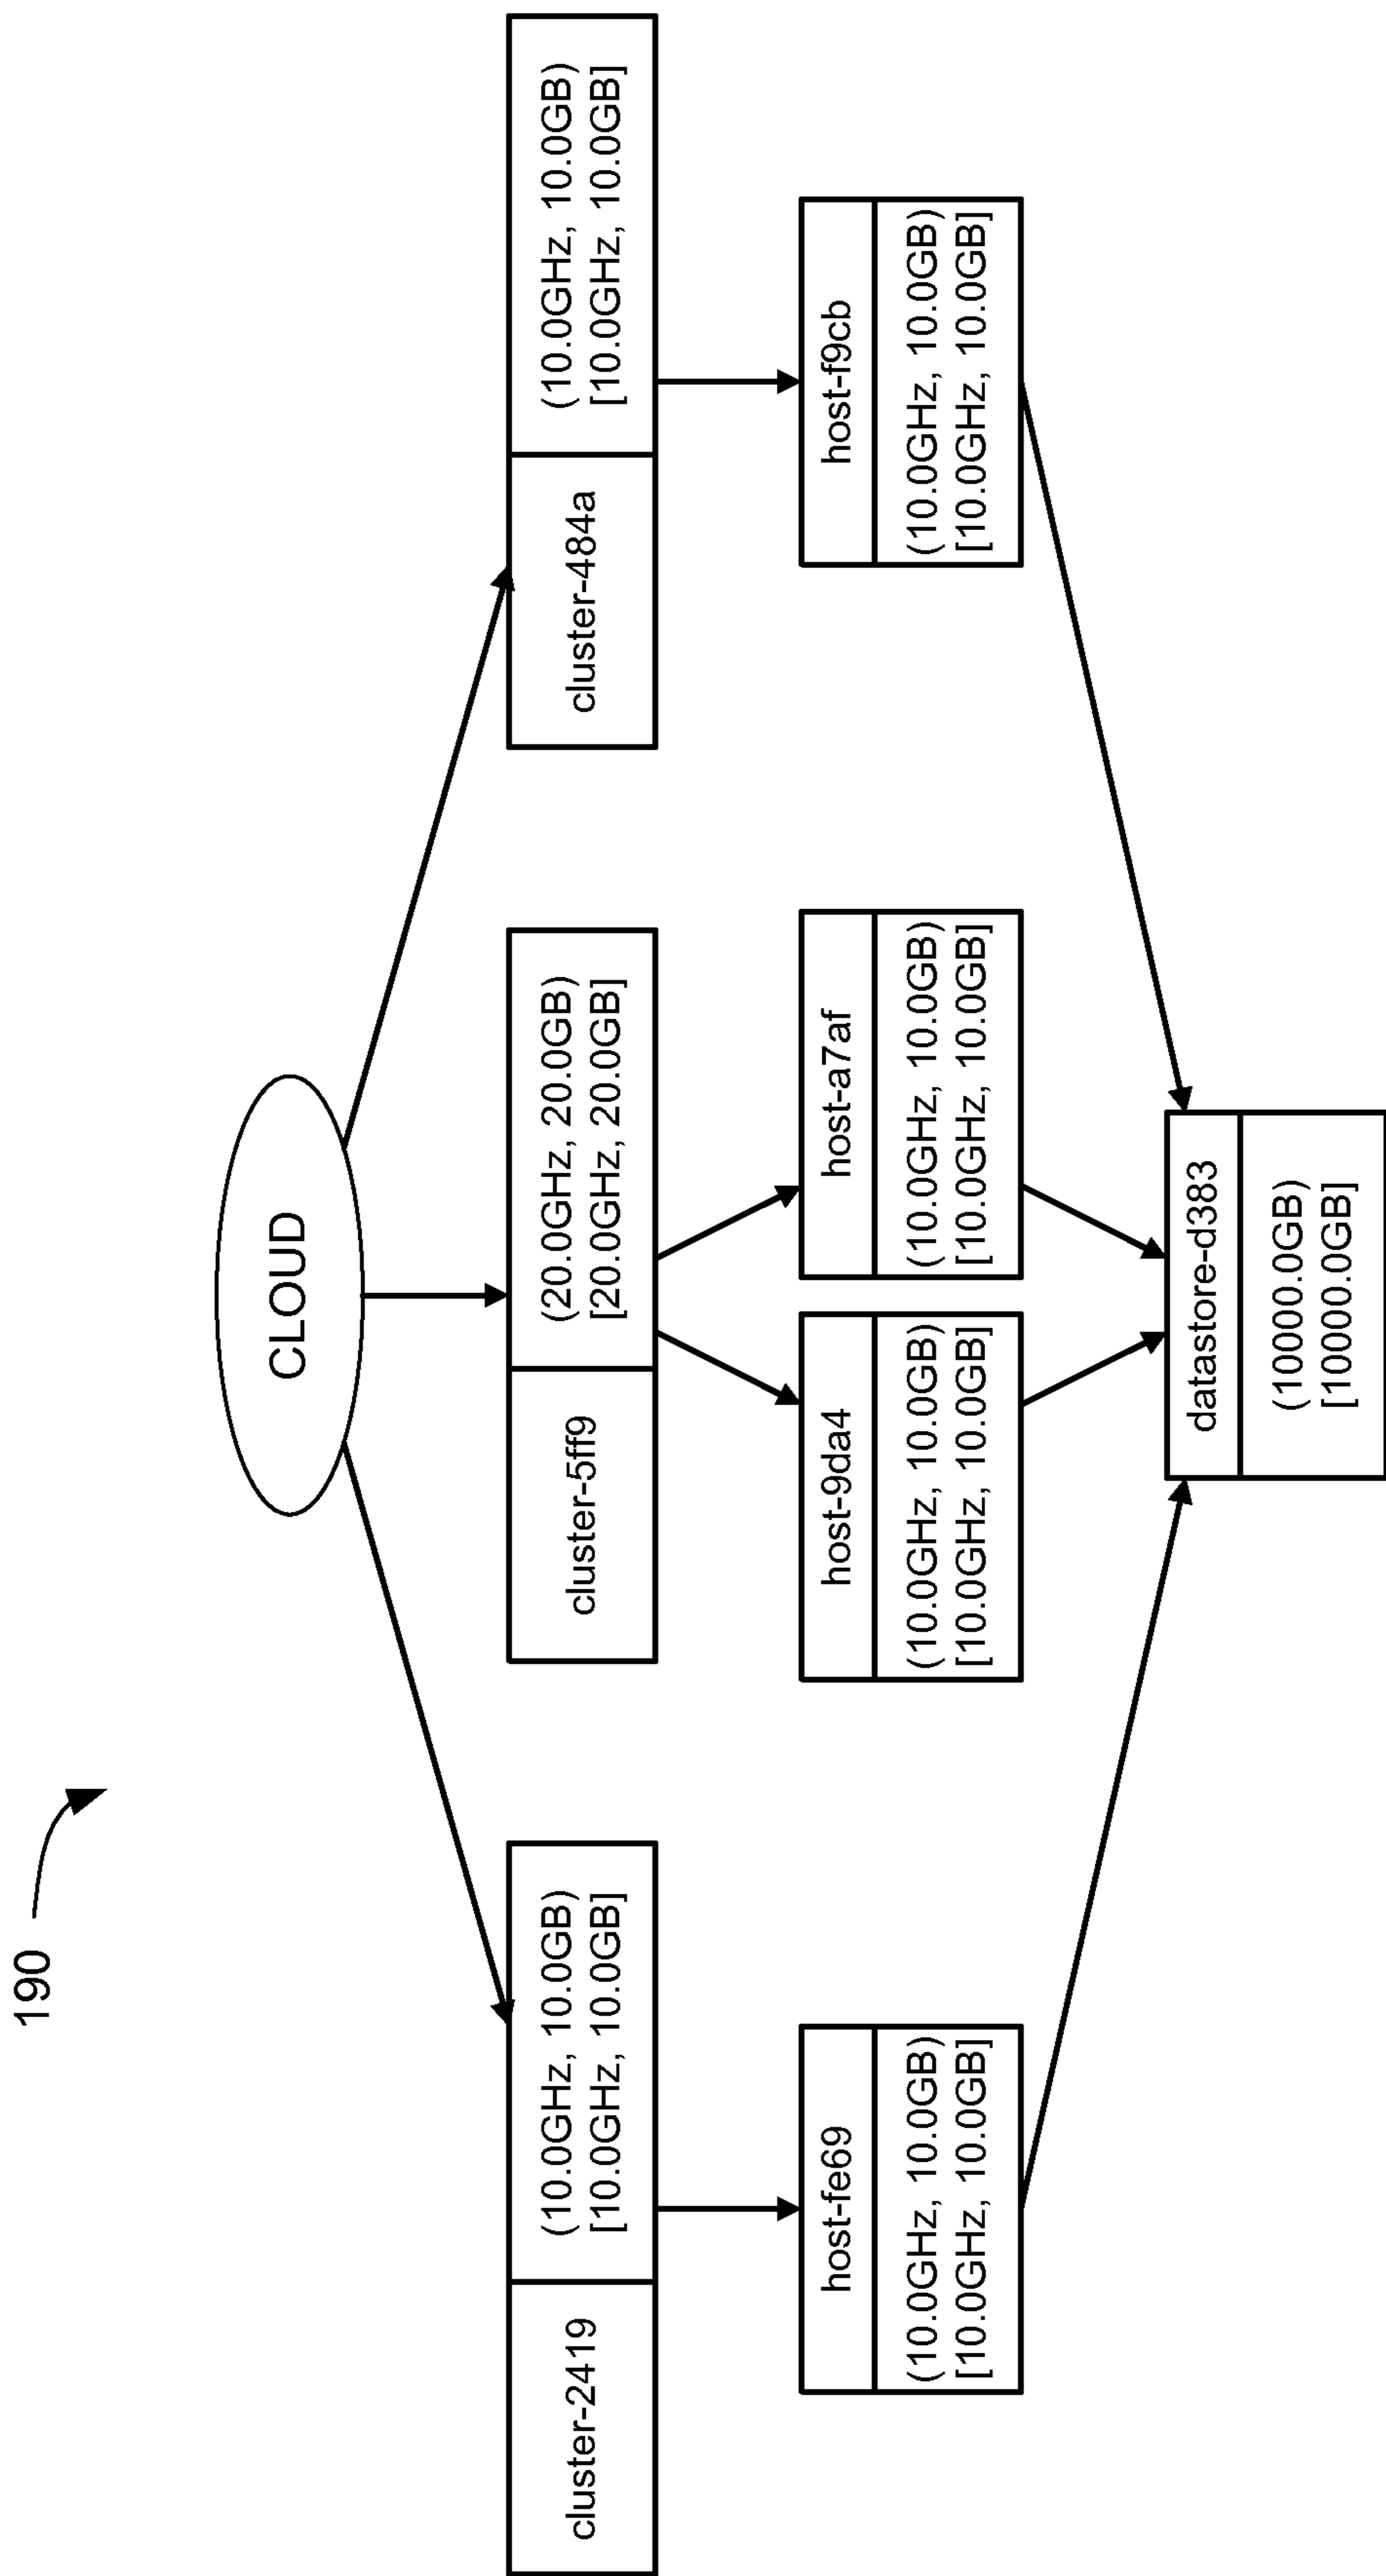 190
CLOUD
cluster-2419
(10.0GHz, 10.0GB)
[10.0GHz, 10.0GB]
cluster-5ff9
(20.0GHz, 20.0GB)
[20.0GHz, 20.0GB]
cluster-484a
(10.0GHz, 10.0GB)
[10.0GHz, 10.0GB]
host-fe69
(10.0GHz, 10.0GB)
[10.0GHz, 10.0GB]
host-9da4
(10.0GHz, 10.0GB)
[10.0GHz, 10.0GB]
host-a7af
(10.0GHz, 10.0GB)
[10.0GHz, 10.0GB]
host-f9cb
(10.0GHz, 10.0GB)
[10.0GHz, 10.0GB]
datastore-d383
(10000.0GB)
[10000.0GB]